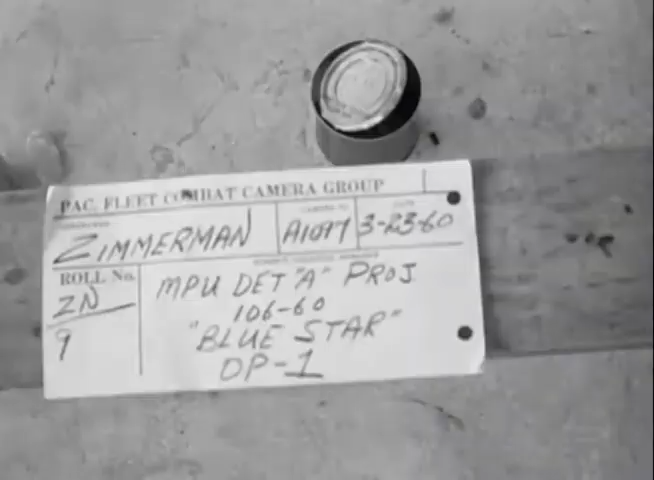 PAC. FLEET COMBAT CAMERA GROUP
ZIMMERMAN A1077 3-23-60
ROLL No.
ZN
9
MPU DET "A" PROJ
106-60
"BLUE STAR"
OP-1